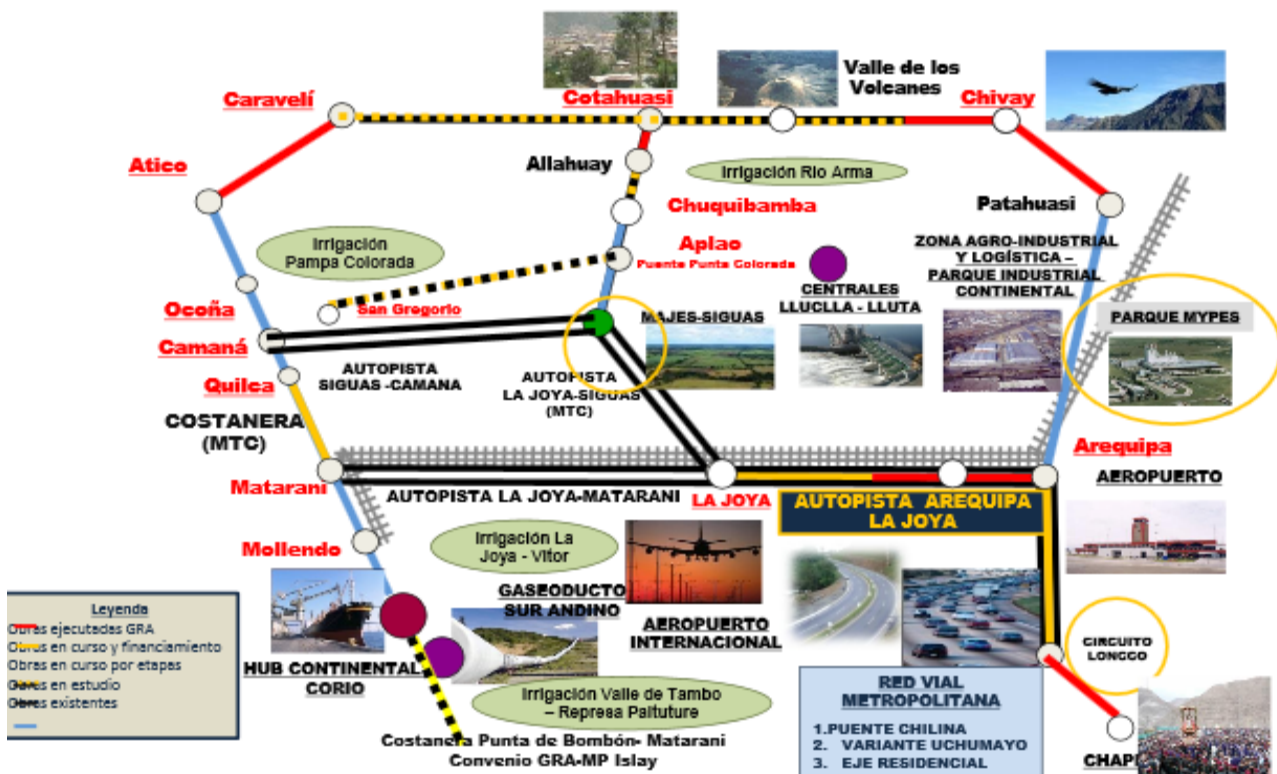 Valle de los
Volcanes
Caravelí
Cotahuasi
Chivay
Atico
Allahuay
Irrigación Rio Arma
Chuquibamba
Patahuasi
Irrigación
Pampa Colorada
Aplao
Puente Punta Colorada
ZONA AGRO-INDUSTRIAL
Y LOGÍSTICA –
PARQUE INDUSTRIAL
CONTINENTAL
CENTRALES
LLUCLLA - LLUTA
Ocoña
San Gregorio
MAJES-SIGUAS
PARQUE MYPES
Camaná
Quilca
AUTOPISTA
SIGUAS -CAMANA
AUTOPISTA
LA JOYA-SIGUAS
(MTC)
COSTANERA
(MTC)
Arequipa
Matarani
AUTOPISTA LA JOYA-MATARANI
LA JOYA
AUTOPISTA AREQUIPA
LA JOYA
AEROPUERTO
Mollendo
Irrigación La
Joya - Vitor
GASEODUCTO
SUR ANDINO
AEROPUERTO
INTERNACIONAL
Leyenda
Obras ejecutadas GRA
Obras en curso y financiamiento
Obras en curso por etapas
Obras en estudio
Obras existentes
HUB CONTINENTAL
CORIO
CIRCUITO
LONGGO
Irrigación Valle de Tambo
– Represa Paltuture
RED VIAL
METROPOLITANA
1.PUENTE CHILINA
2. VARIANTE UCHUMAYO
3. EJE RESIDENCIAL
Costanera Punta de Bombón- Matarani
Convenio GRA-MP Islay